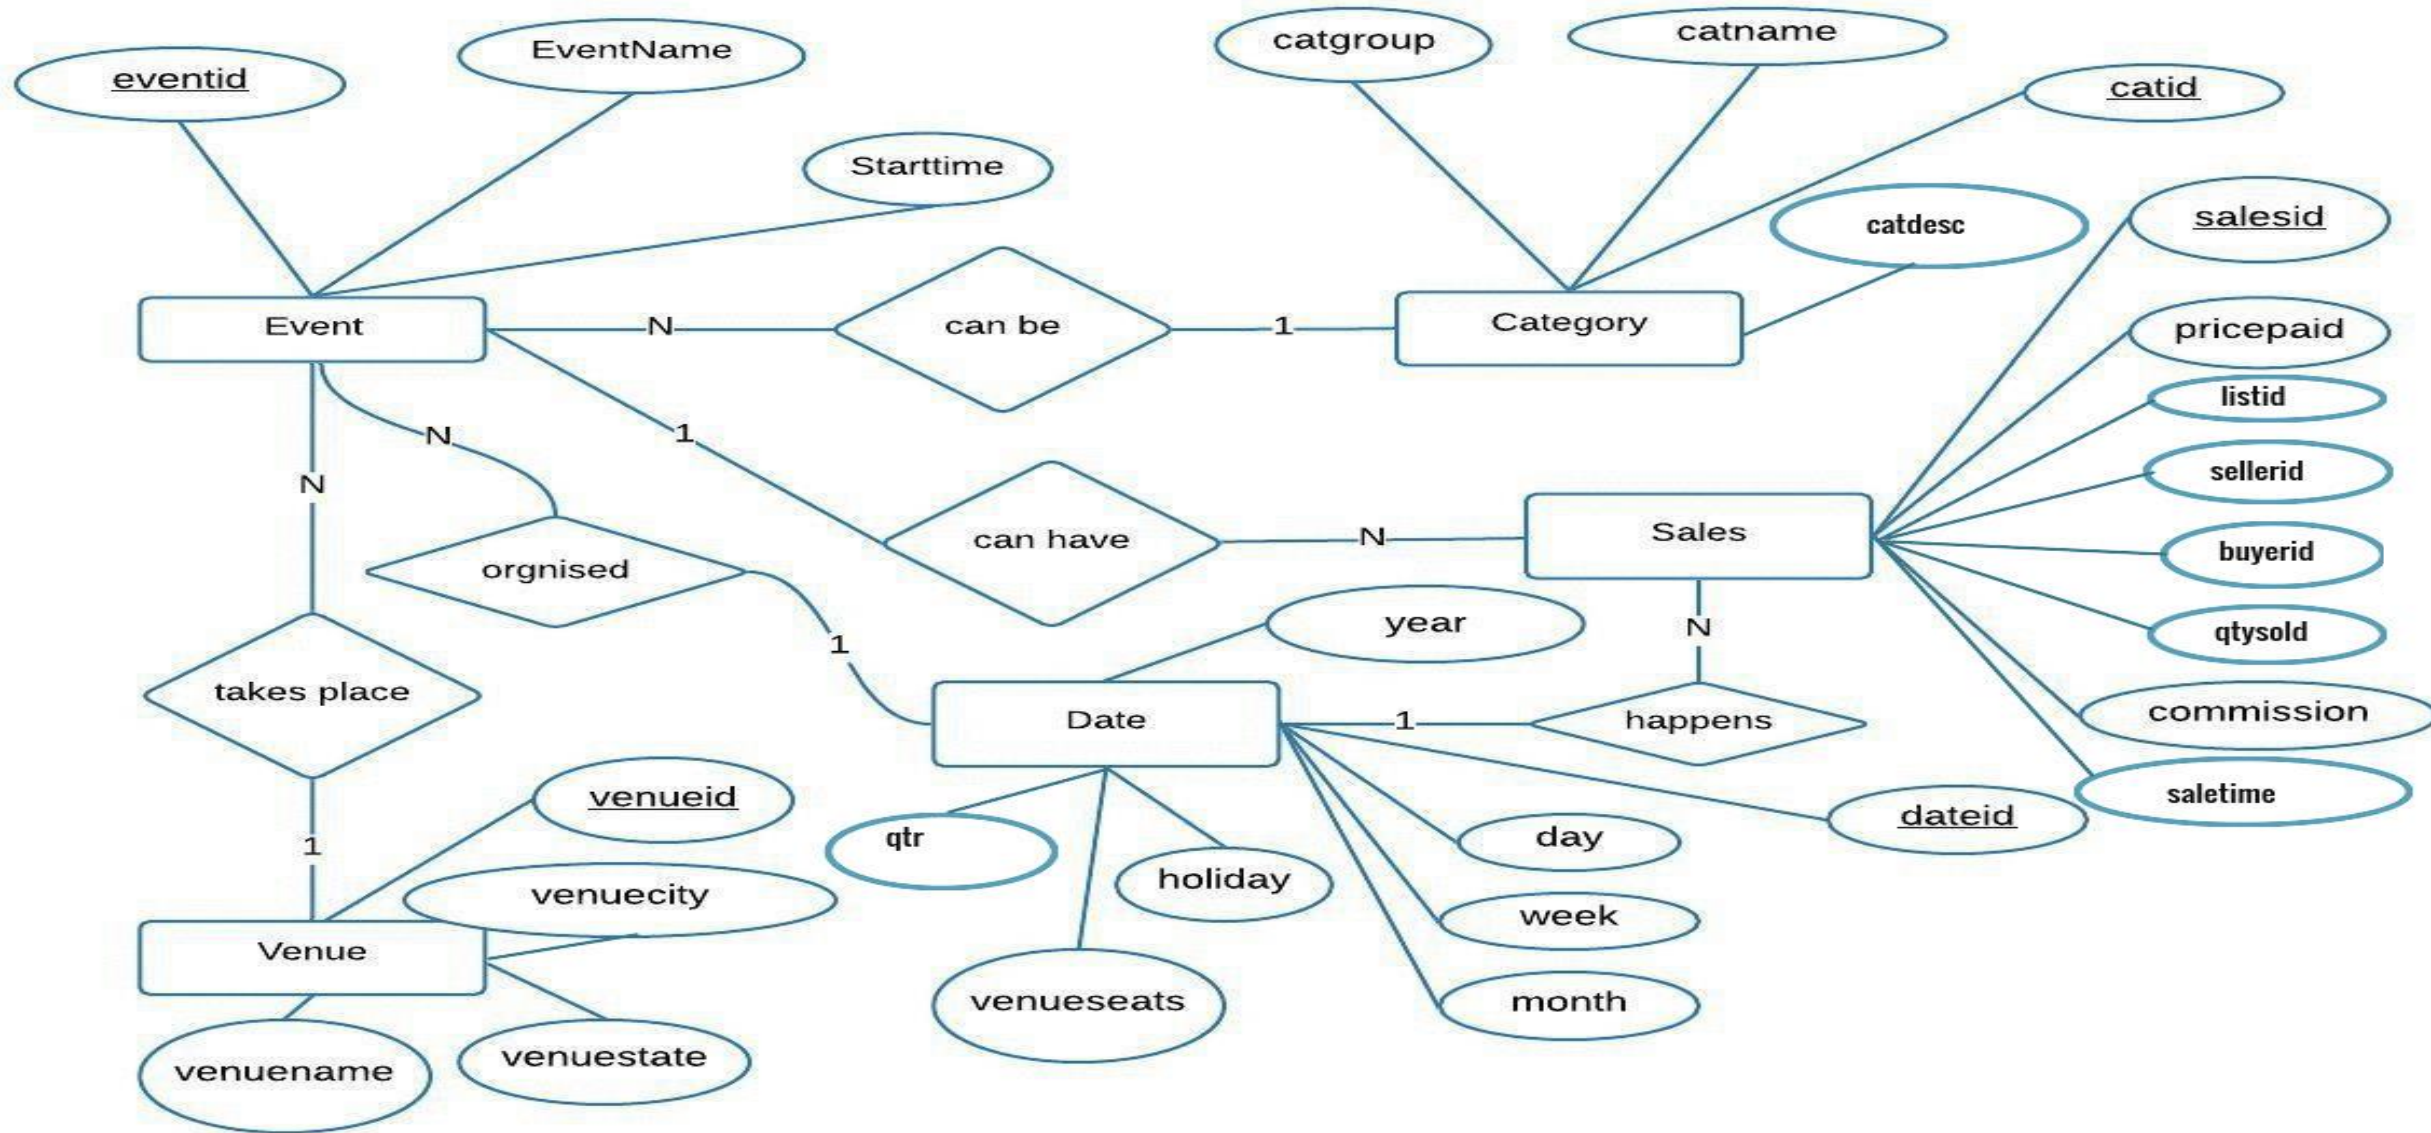 eventid
EventName
catgroup
catname
catid
Starttime
catdesc
salesid
Event
N
can be
1
Category
pricepaid
listid
1
N
sellerid
N
can have
N
Sales
buyerid
orgnised
year
N
qtysold
1
takes place
Date
1
happens
commission
venueid
dateid
saletime
1
qtr
day
venuecity
holiday
week
Venue
venueseats
month
venuename
venuestate